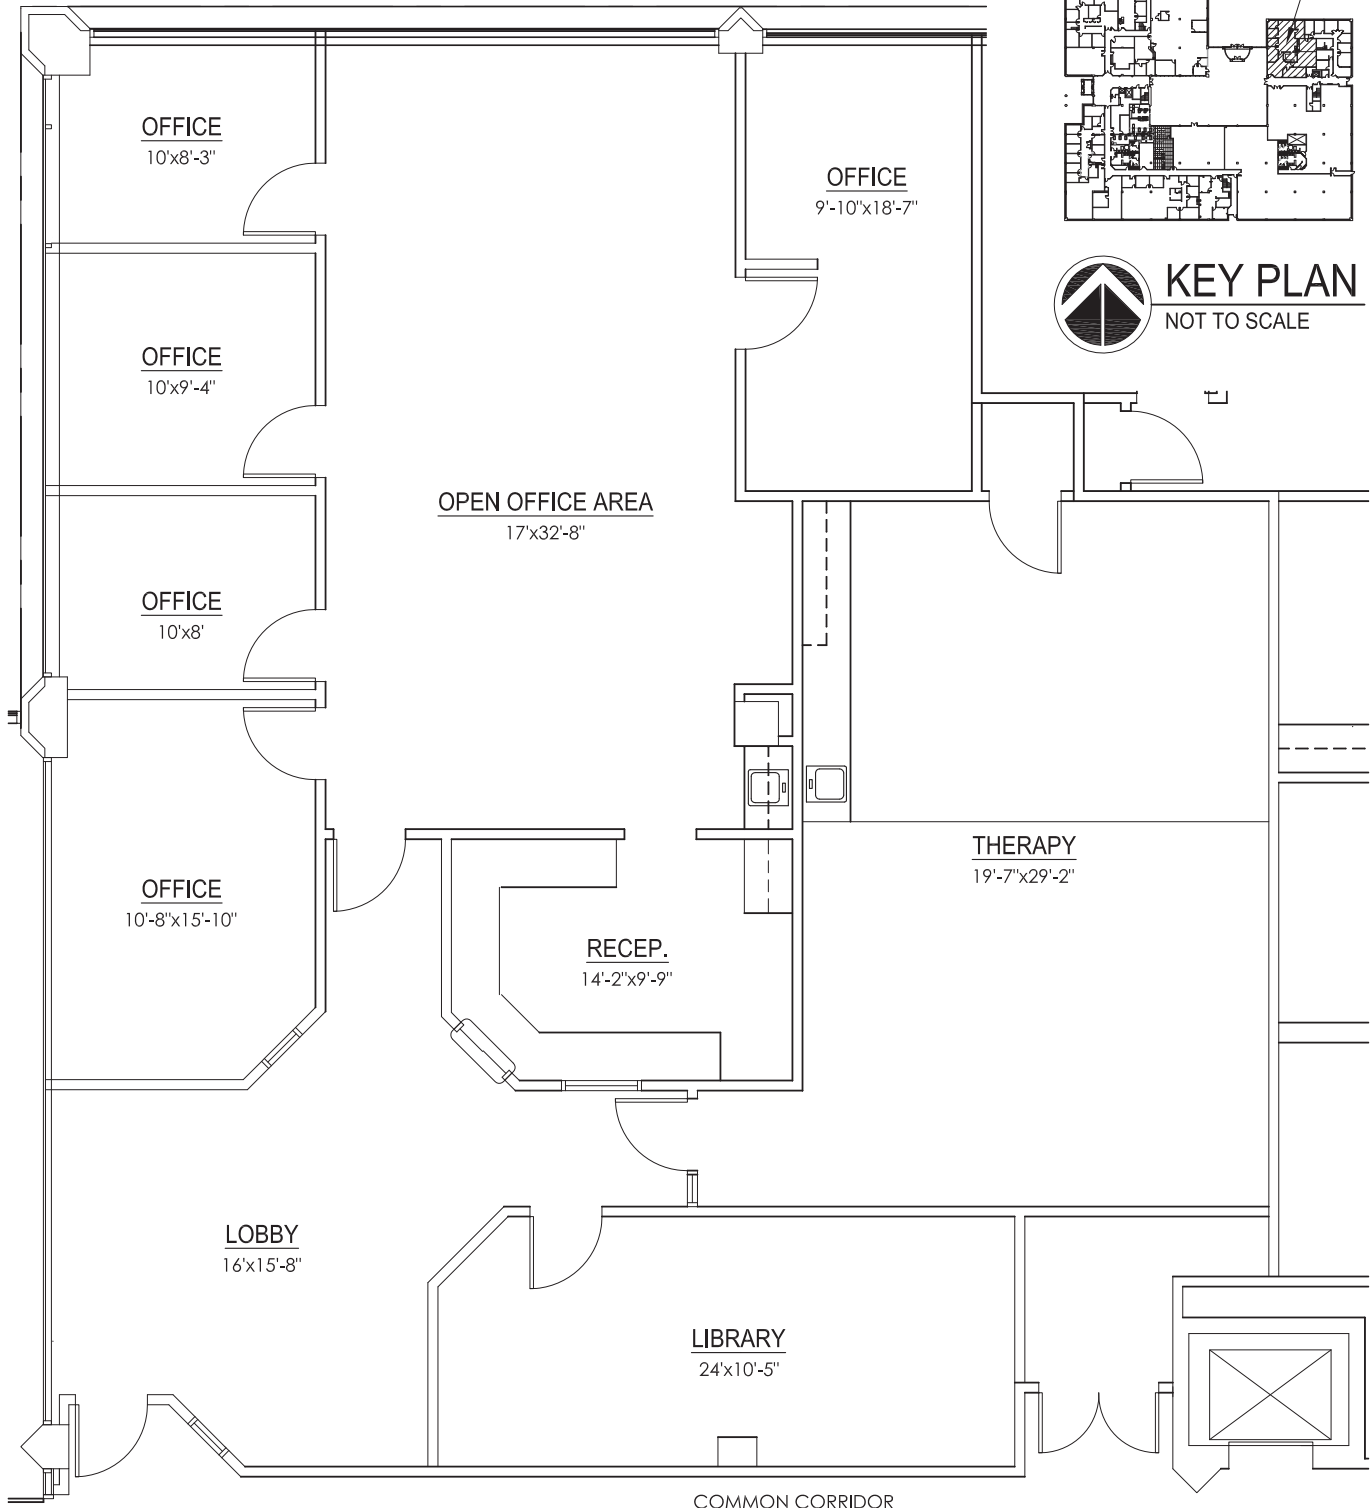 OFFICE
10'x8'-3"
OFFICE
9'-10"x18'-7"
KEY PLAN
NOT TO SCALE
OFFICE
10'x9'-4"
OPEN OFFICE AREA
17'x32'-8"
OFFICE
10'x8'
THERAPY
19'-7"x29'-2"
OFFICE
10'-8"x15'-10"
RECEP.
14'-2"x9'-9"
LOBBY
16'x15'-8"
LIBRARY
24'x10'-5"
COMMON CORRIDOR